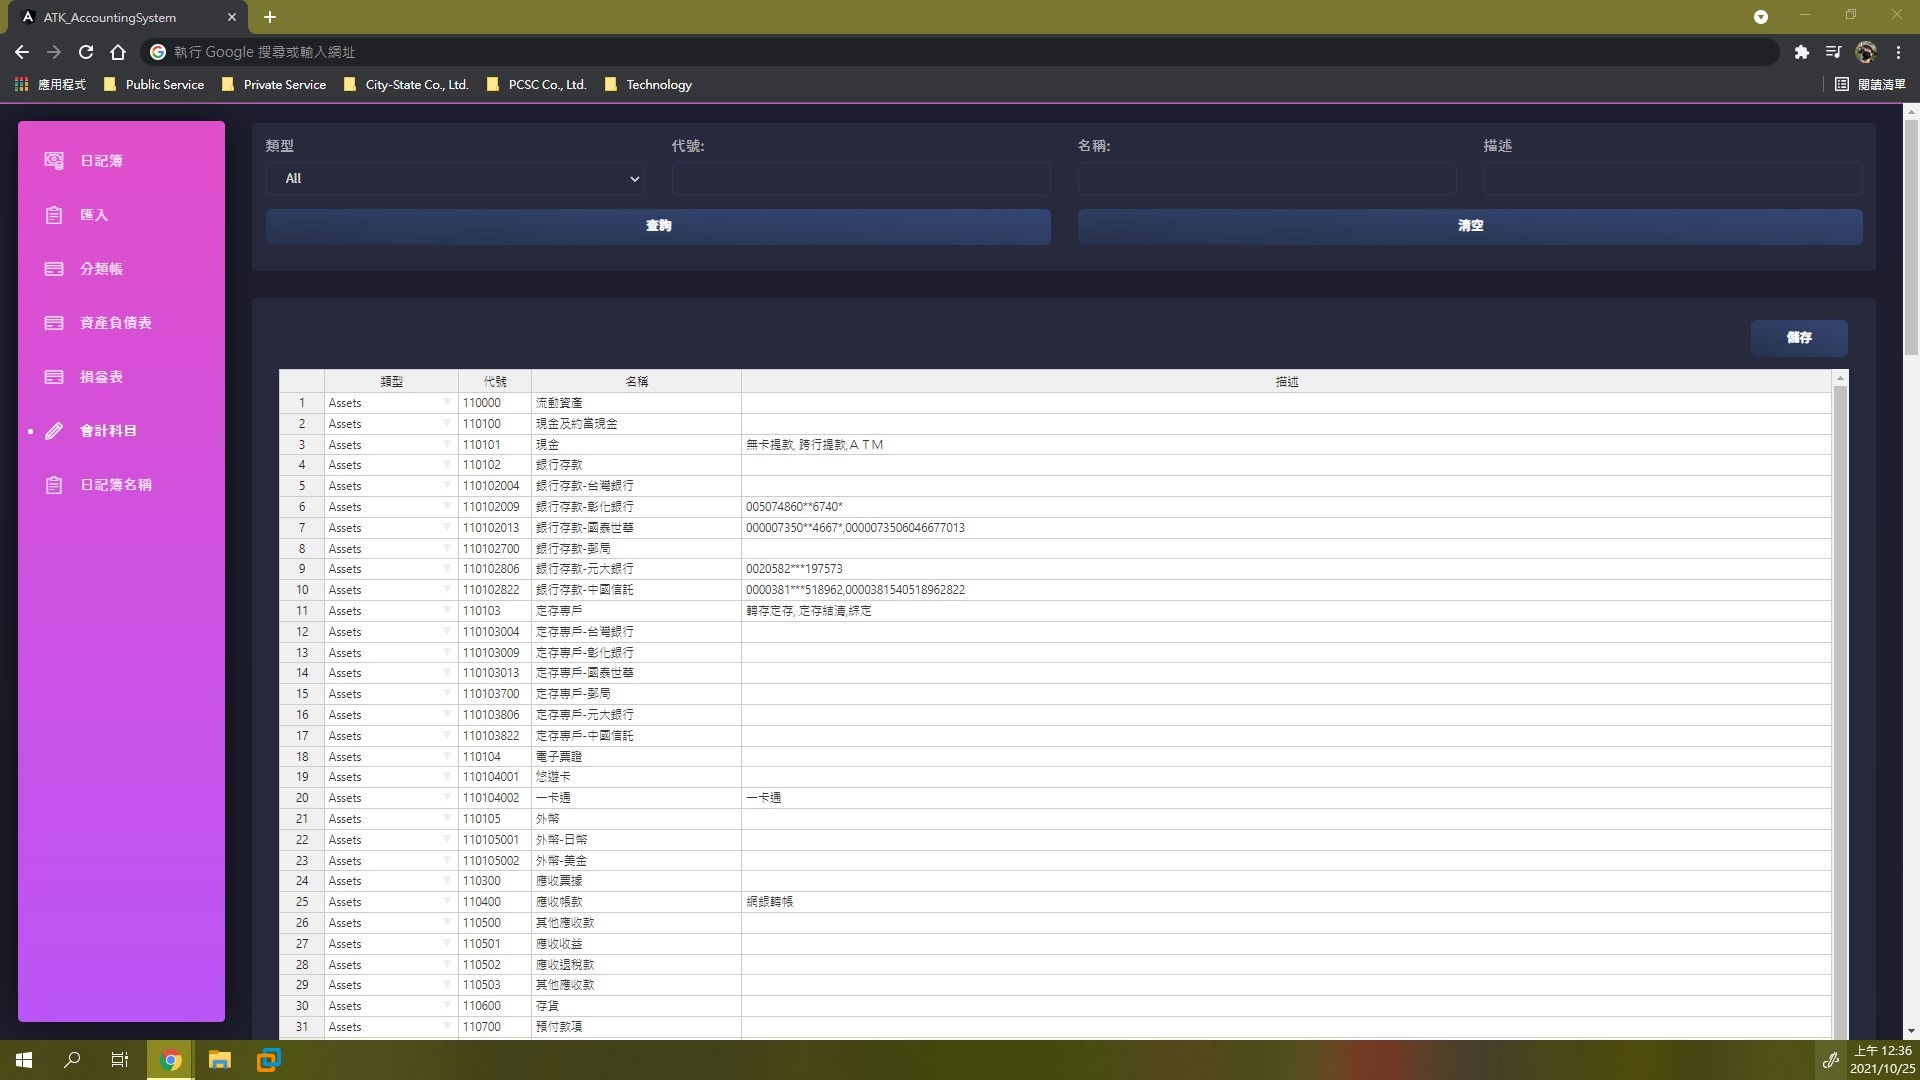 ATK_AccountingSystem
執行 Google 搜尋或輸入網址
應用程式 Public Service Private Service City-State Co., Ltd. PCSC Co., Ltd. Technology 閱讀清單
日記簿
匯入
分類帳
資產負債表
損益表
會計科目
日記簿名稱
類型 代號: 名稱: 描述
All
查詢 清空
儲存
類型 代號 名稱 描述
1 Assets 110000 流動資產
2 Assets 110100 現金及約當現金
3 Assets 110101 現金 無卡提款, 跨行提款,ＡＴＭ
4 Assets 110102 銀行存款
5 Assets 110102004 銀行存款-台灣銀行
6 Assets 110102009 銀行存款-彰化銀行 005074860**6740*
7 Assets 110102013 銀行存款-國泰世華 000007350**4667*,0000073506046677013
8 Assets 110102700 銀行存款-郵局
9 Assets 110102806 銀行存款-元大銀行 0020582***197573
10 Assets 110102822 銀行存款-中國信託 0000381***518962,0000381540518962822
11 Assets 110103 定存專戶 轉存定存, 定存結清,綜定
12 Assets 110103004 定存專戶-台灣銀行
13 Assets 110103009 定存專戶-彰化銀行
14 Assets 110103013 定存專戶-國泰世華
15 Assets 110103700 定存專戶-郵局
16 Assets 110103806 定存專戶-元大銀行
17 Assets 110103822 定存專戶-中國信託
18 Assets 110104 電子票證
19 Assets 110104001 悠遊卡
20 Assets 110104002 一卡通 一卡通
21 Assets 110105 外幣
22 Assets 110105001 外幣-日幣
23 Assets 110105002 外幣-美金
24 Assets 110300 應收票據
25 Assets 110400 應收帳款 網銀轉帳
26 Assets 110500 其他應收款
27 Assets 110501 應收收益
28 Assets 110502 應收退稅款
29 Assets 110503 其他應收款
30 Assets 110600 存貨
31 Assets 110700 預付款項
上午 12:36
2021/10/25